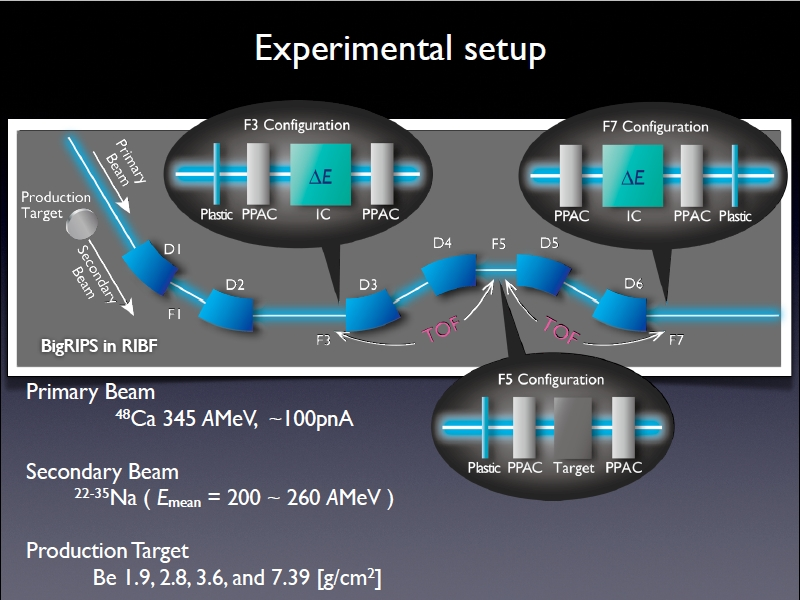 Experimental setup
F3 Configuration
ΔE
Plastic PPAC IC PPAC
F7 Configuration
ΔE
PPAC IC PPAC Plastic
Primary
Beam
Production
Target
Secondary
Beam
D1
F1
D2
D3
F3
D4
F5
D5
D6
F7
TOF
TOF
BigRIPS in RIBF
F5 Configuration
Plastic PPAC Target PPAC
Primary Beam
⁴⁸Ca 345 AMeV, ~100pnA
Secondary Beam
²²⁻³⁵Na ( Eₘₑₐₙ = 200 ~ 260 AMeV )
Production Target
Be 1.9, 2.8, 3.6, and 7.39 [g/cm²]